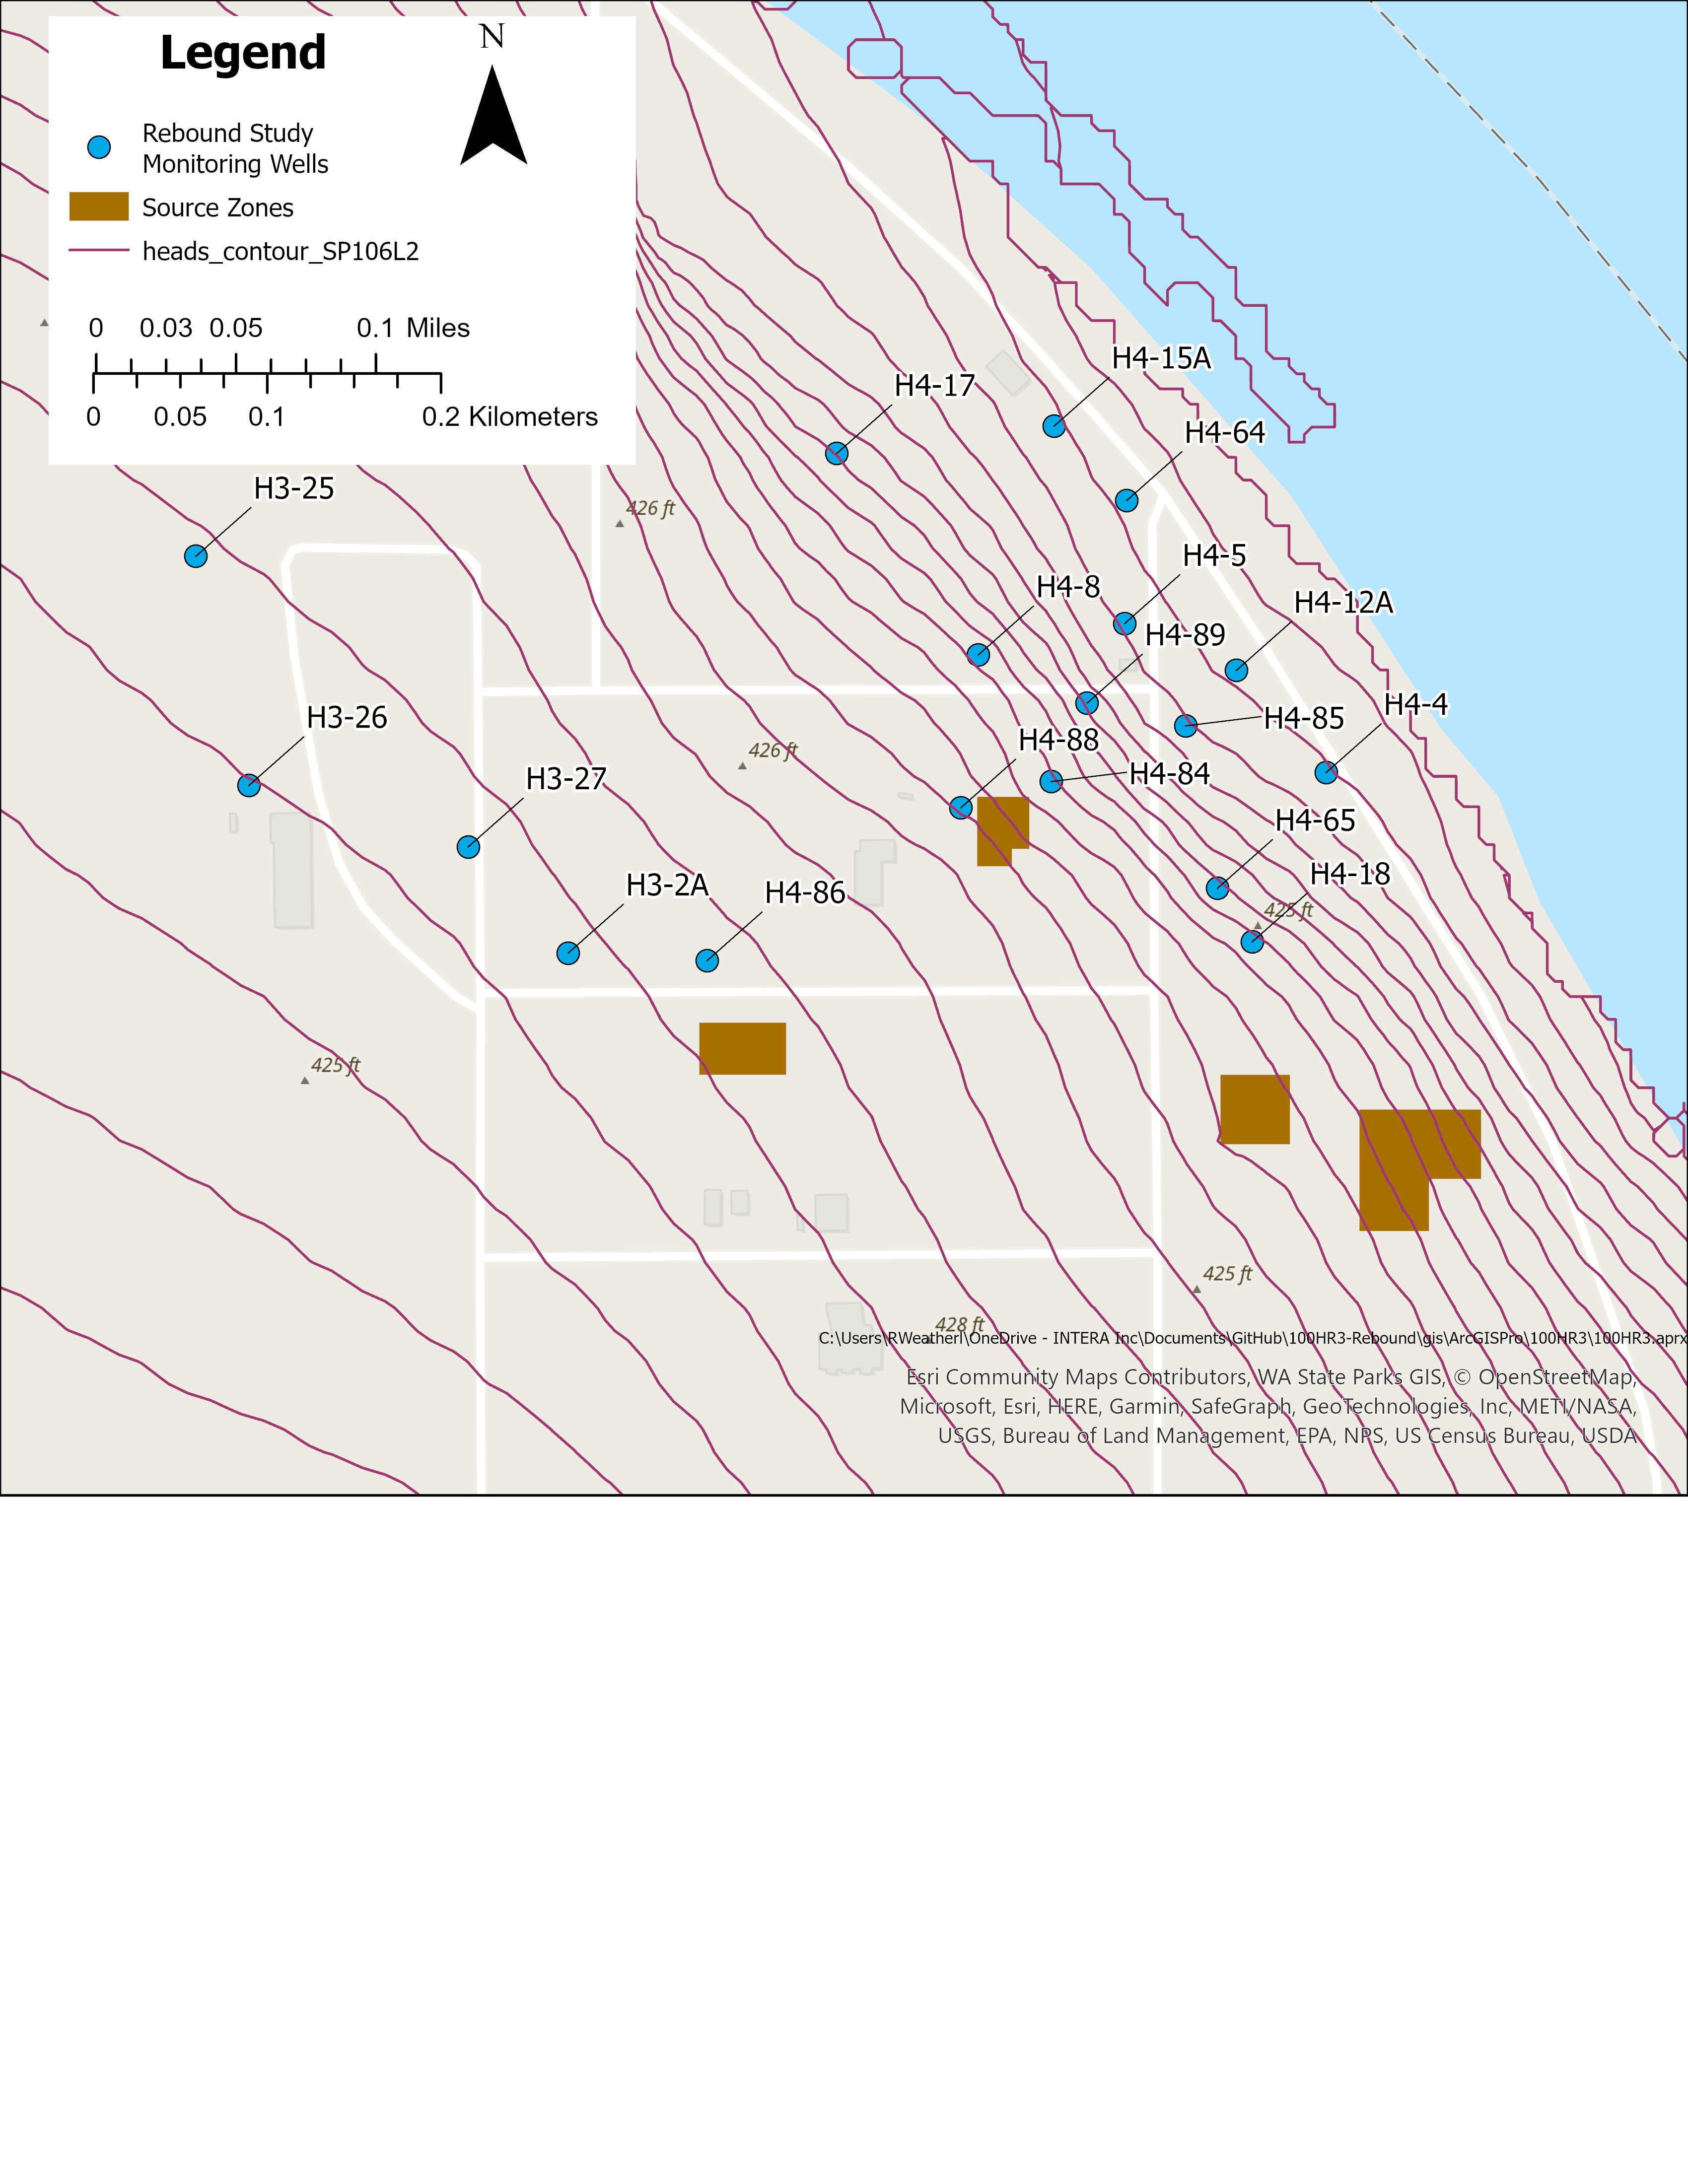 Legend
N
Rebound Study
Monitoring Wells
Source Zones
heads_contour_SP106L2
0 0.03 0.05 0.1 Miles
0 0.05 0.1 0.2 Kilometers
H4-15A
H4-17
H4-64
H3-25
426 ft
H4-5
H4-8
H4-12A
H4-89
H4-4
H3-26
H4-85
H4-88
426 ft
H4-84
H3-27
H4-65
H4-18
H3-2A
H4-86
425 ft
425 ft
425 ft
428 ft
C:\Users\RWeatherl\OneDrive - INTERA Inc\Documents\GitHub\100HR3-Rebound\gis\ArcGISPro\100HR3\100HR3.aprx
Esri Community Maps Contributors, WA State Parks GIS, © OpenStreetMap,
Microsoft, Esri, HERE, Garmin, SafeGraph, GeoTechnologies, Inc, METI/NASA,
USGS, Bureau of Land Management, EPA, NPS, US Census Bureau, USDA